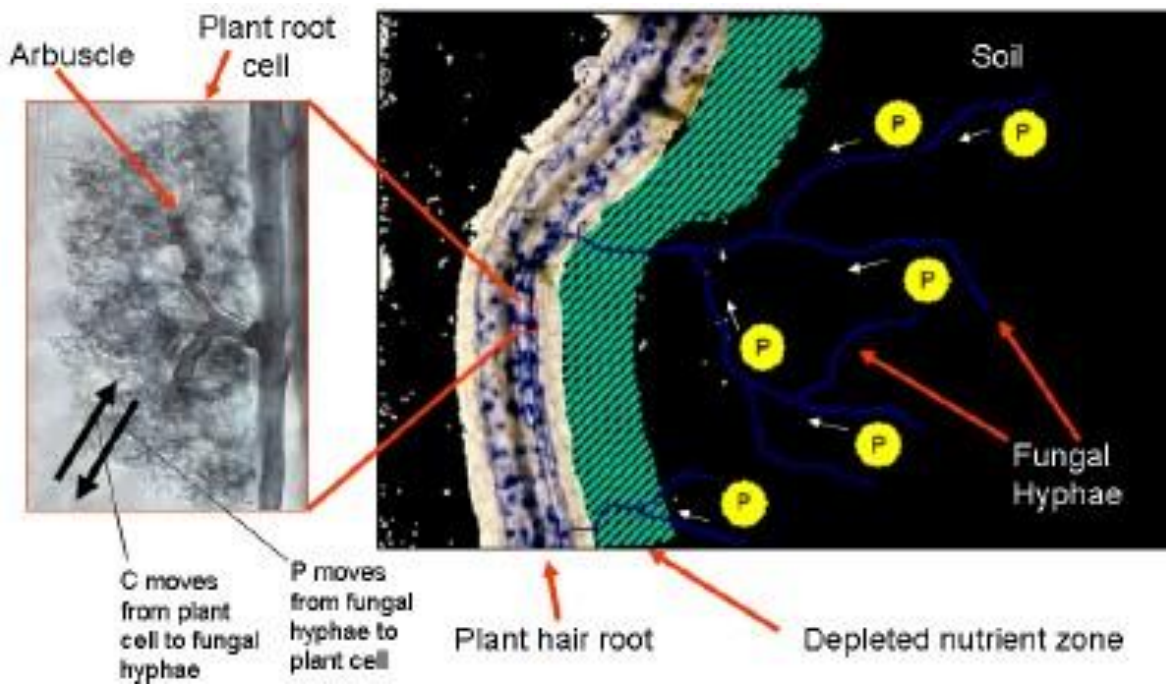 Arbuscle
Plant root
cell
Soil
P
P
P
P
P
P
Fungal
Hyphae
C moves
from plant
cell to fungal
hyphae
P moves
from fungal
hyphae to
plant cell
Plant hair root
Depleted nutrient zone